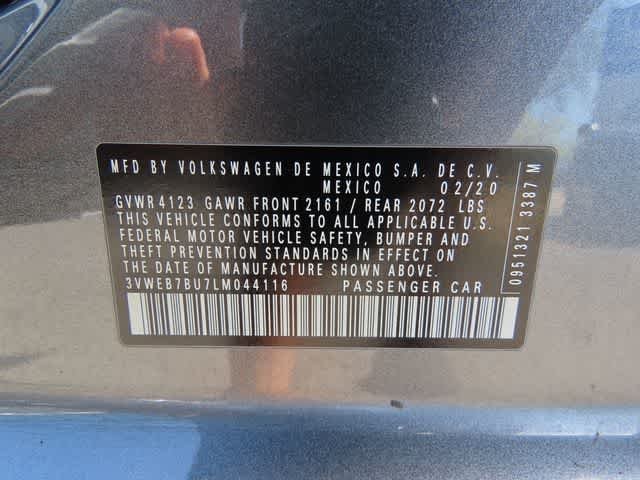 MFD BY VOLKSWAGEN DE MEXICO S.A. DE C.V.
MEXICO 02/20
GVWR 4123 GAWR FRONT 2161 / REAR 2072 LBS
THIS VEHICLE CONFORMS TO ALL APPLICABLE U.S.
FEDERAL MOTOR VEHICLE SAFETY, BUMPER AND
THEFT PREVENTION STANDARDS IN EFFECT ON
THE DATE OF MANUFACTURE SHOWN ABOVE.
3VWEB7BU7LM044116 PASSENGER CAR
0951321 3387 M